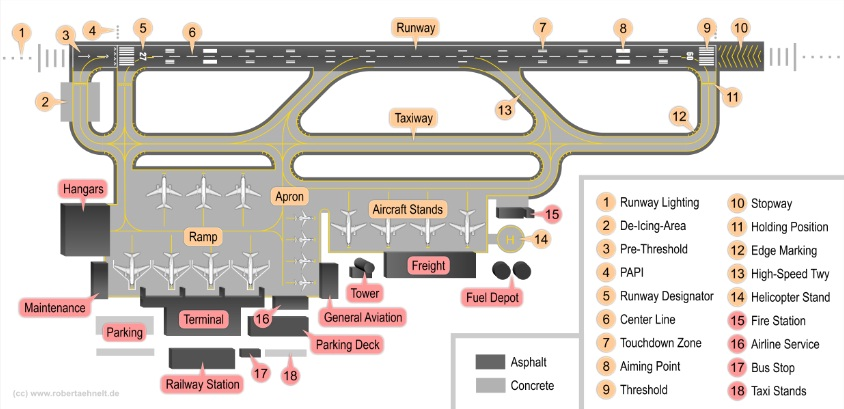 Runway
1
4
5
6
7
8
9
10
3
27
09
2
13
11
Taxiway
12
Hangars
Apron
Aircraft Stands
15
Ramp
H
14
Freight
Maintenance
Tower
Fuel Depot
General Aviation
Parking
Terminal
16
Parking Deck
Railway Station
17
18
Asphalt
Concrete
1 Runway Lighting
2 De-Icing-Area
3 Pre-Threshold
4 PAPI
5 Runway Designator
6 Center Line
7 Touchdown Zone
8 Aiming Point
9 Threshold
10 Stopway
11 Holding Position
12 Edge Marking
13 High-Speed Twy
14 Helicopter Stand
15 Fire Station
16 Airline Service
17 Bus Stop
18 Taxi Stands
(cc) www.robertaehnelt.de